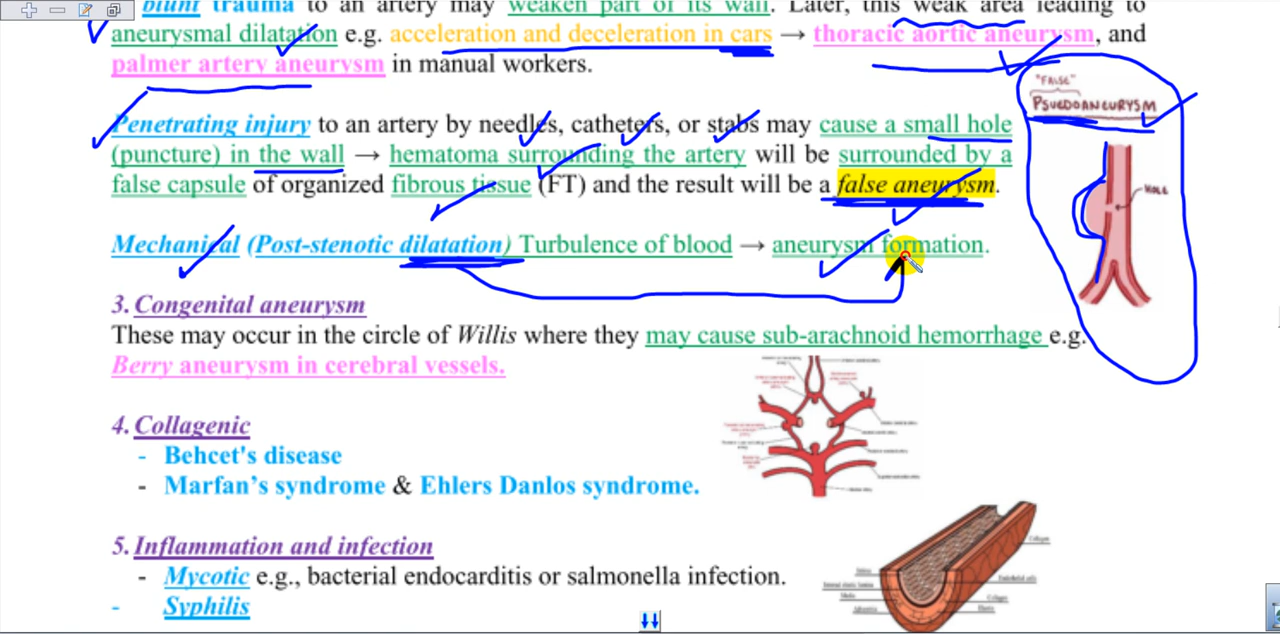 blunt trauma to an artery may weaken part of its wall. Later, this weak area leading to
aneurysmal dilatation e.g. acceleration and deceleration in cars → thoracic aortic aneurysm, and
palmer artery aneurysm in manual workers.
"FALSE"
PSUEDOANEURYSM
HOLE
Penetrating injury to an artery by needles, catheters, or stabs may cause a small hole
(puncture) in the wall → hematoma surrounding the artery will be surrounded by a
false capsule of organized fibrous tissue (FT) and the result will be a false aneurysm.
Mechanical (Post-stenotic dilatation) Turbulence of blood → aneurysm formation.
3. Congenital aneurysm
These may occur in the circle of Willis where they may cause sub-arachnoid hemorrhage e.g.
Berry aneurysm in cerebral vessels.
4. Collagenic
- Behcet's disease
- Marfan's syndrome & Ehlers Danlos syndrome.
5. Inflammation and infection
- Mycotic e.g., bacterial endocarditis or salmonella infection.
- Syphilis